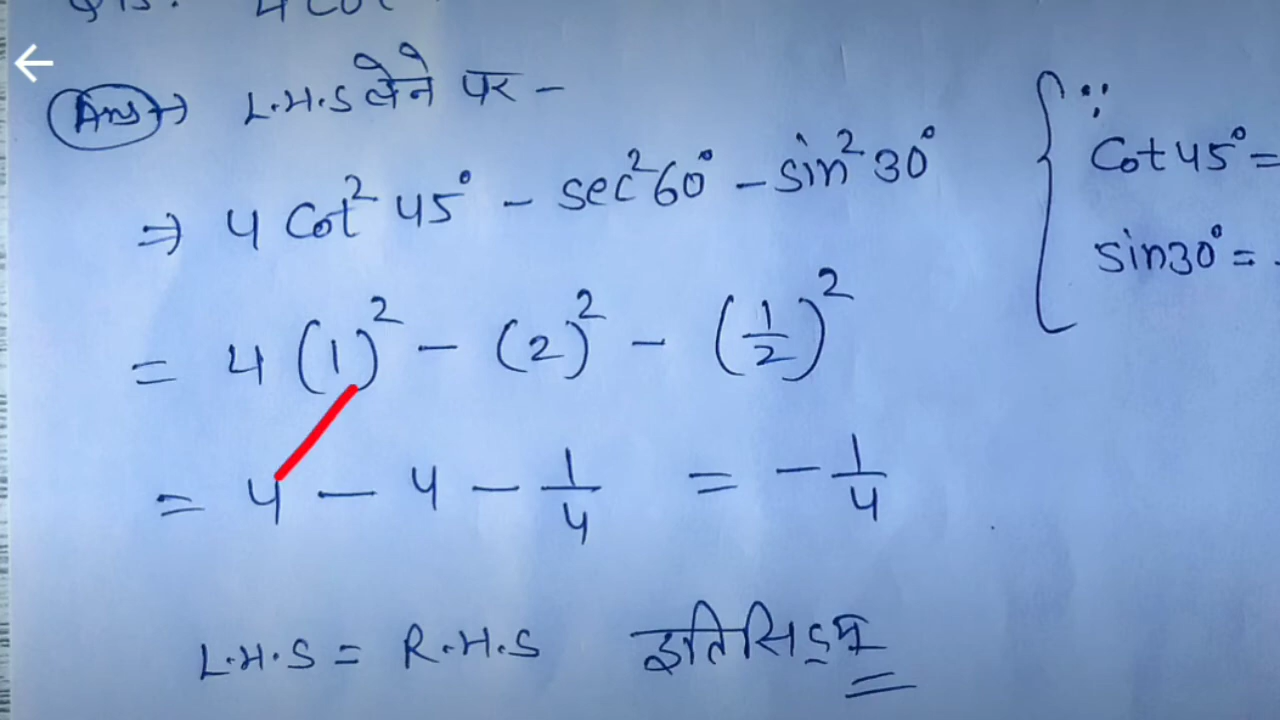 Ans → L.H.S लेने पर –
⇒ 4 Cot² 45° – sec² 60° – sin² 30°
= 4 (1)² – (2)² – (1/2)²
= 4 – 4 – 1/4 = – 1/4
L.H.S = R.H.S इतिसिद्धम्
∵
Cot 45° =
sin 30° =